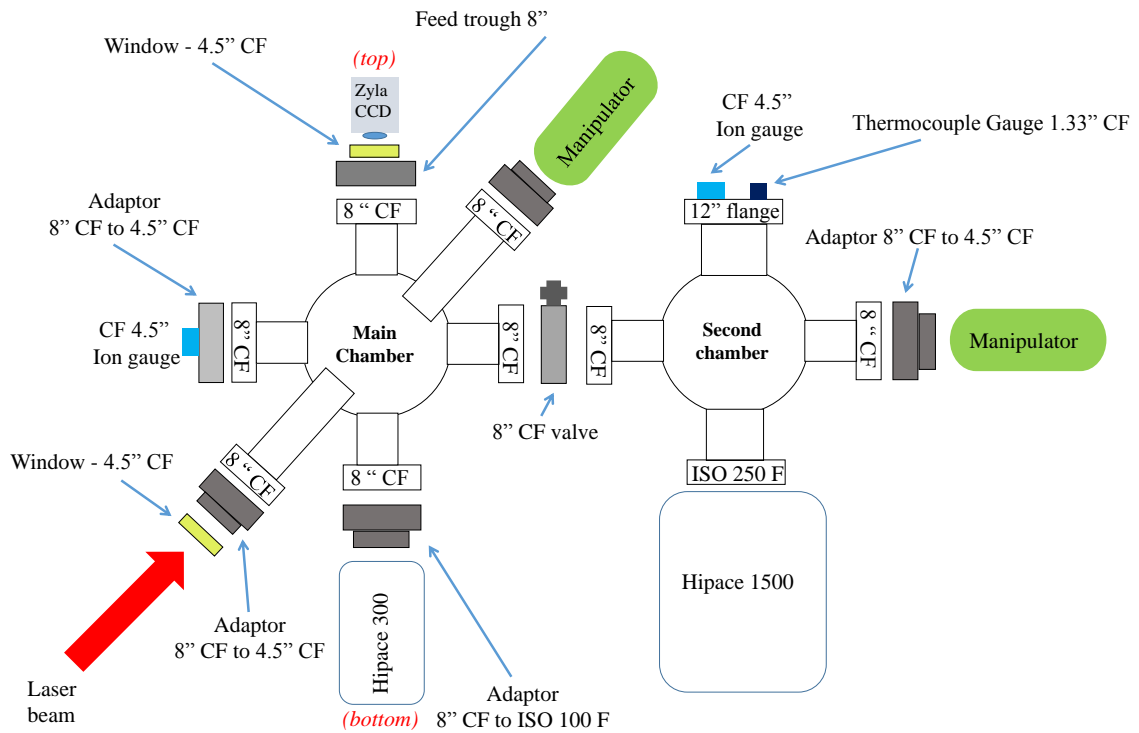 Feed trough 8”
Window - 4.5” CF
(top)
Zyla
CCD
Manipulator
CF 4.5”
Ion gauge
Thermocouple Gauge 1.33” CF
Adaptor
8” CF to 4.5” CF
8 “ CF
8 “ CF
12” flange
Adaptor 8” CF to 4.5” CF
CF 4.5”
Ion gauge
8” CF
Main
Chamber
8” CF
8” CF
Second
chamber
8 “ CF
Manipulator
8” CF valve
Window - 4.5” CF
8 “ CF
8 “ CF
ISO 250 F
Hipace 300
Hipace 1500
Adaptor
8” CF to 4.5” CF
Laser
beam
(bottom)
Adaptor
8” CF to ISO 100 F